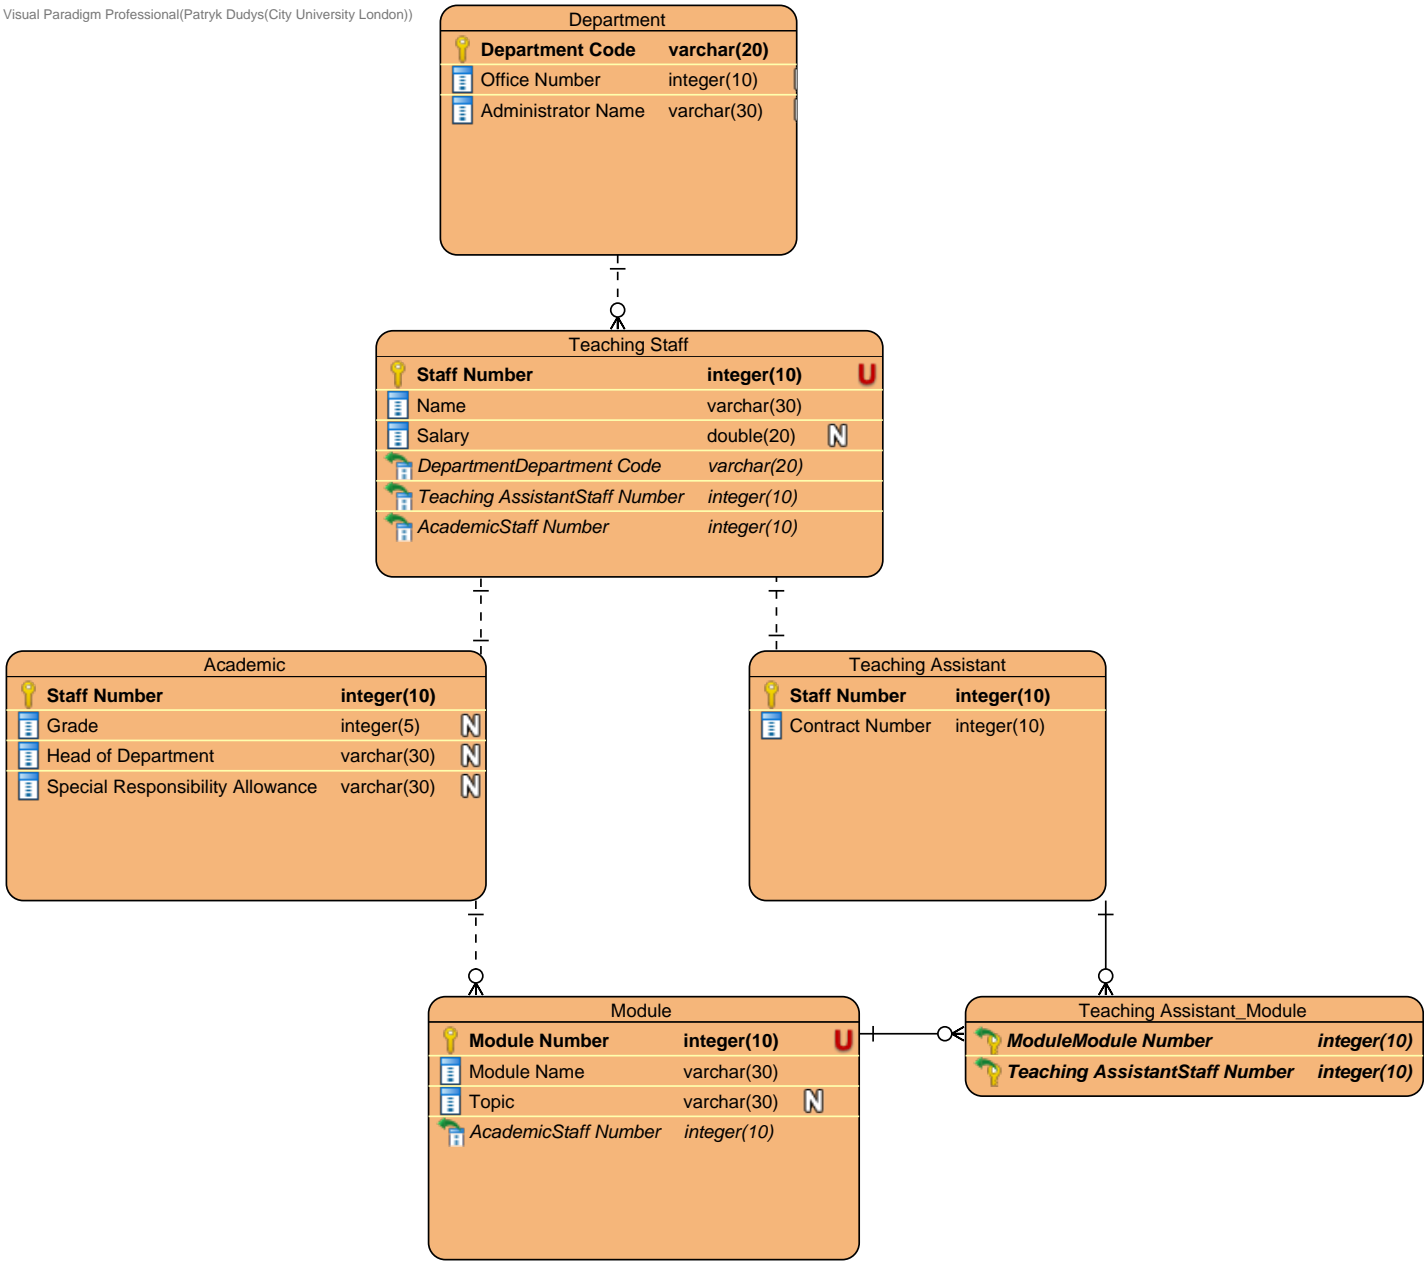 Visual Paradigm Professional(Patryk Dudys(City University London))
Department
Department Code varchar(20)
Office Number integer(10)
Administrator Name varchar(30)
Teaching Staff
Staff Number integer(10) U
Name varchar(30)
Salary double(20) N
DepartmentDepartment Code varchar(20)
Teaching AssistantStaff Number integer(10)
AcademicStaff Number integer(10)
Academic
Staff Number integer(10)
Grade integer(5) N
Head of Department varchar(30) N
Special Responsibility Allowance varchar(30) N
Teaching Assistant
Staff Number integer(10)
Contract Number integer(10)
Module
Module Number integer(10) U
Module Name varchar(30)
Topic varchar(30) N
AcademicStaff Number integer(10)
Teaching Assistant_Module
ModuleModule Number integer(10)
Teaching AssistantStaff Number integer(10)